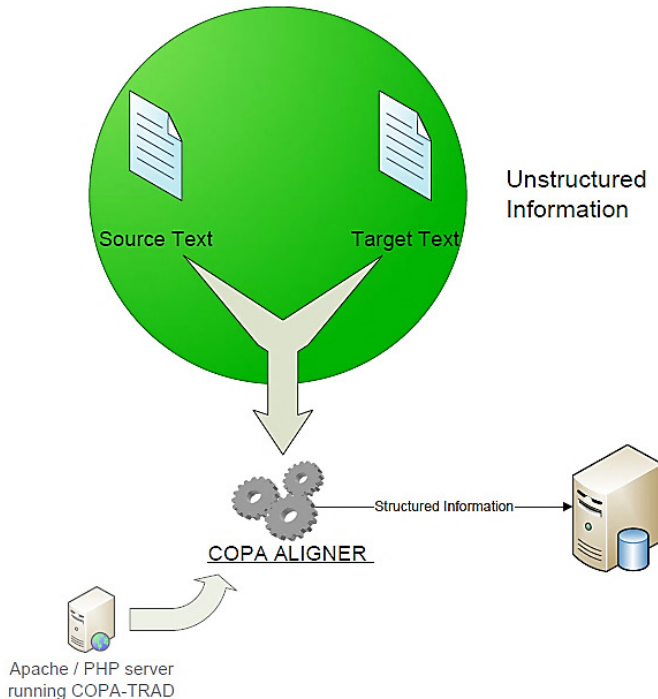 Source Text
Target Text
Unstructured
Information
Structured Information
COPA ALIGNER
Apache / PHP server
running COPA-TRAD